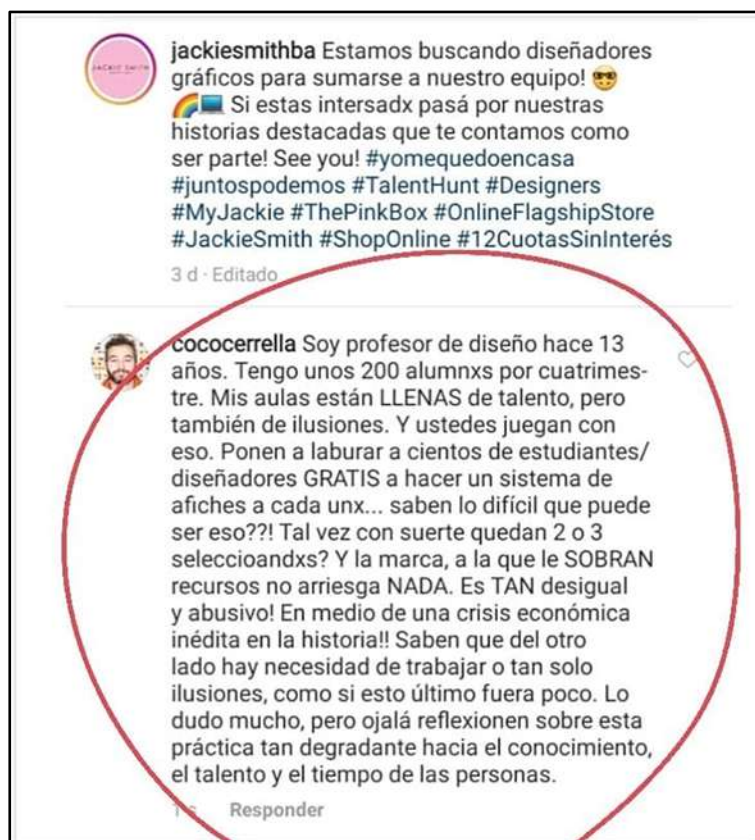 JACKIE SMITH
jackiesmithba Estamos buscando diseñadores
gráficos para sumarse a nuestro equipo! 🤓
🌈💻 Si estas intersadx pasá por nuestras
historias destacadas que te contamos como
ser parte! See you! #yomequedoencasa
#juntospodemos #TalentHunt #Designers
#MyJackie #ThePinkBox #OnlineFlagshipStore
#JackieSmith #ShopOnline #12CuotasSinInterés
3 d · Editado
cococerrella Soy profesor de diseño hace 13
años. Tengo unos 200 alumnxs por cuatrimes-
tre. Mis aulas están LLENAS de talento, pero
también de ilusiones. Y ustedes juegan con
eso. Ponen a laburar a cientos de estudiantes/
diseñadores GRATIS a hacer un sistema de
afiches a cada unx... saben lo difícil que puede
ser eso??! Tal vez con suerte quedan 2 o 3
seleccioandxs? Y la marca, a la que le SOBRAN
recursos no arriesga NADA. Es TAN desigual
y abusivo! En medio de una crisis económica
inédita en la historia!! Saben que del otro
lado hay necesidad de trabajar o tan solo
ilusiones, como si esto último fuera poco. Lo
dudo mucho, pero ojalá reflexionen sobre esta
práctica tan degradante hacia el conocimiento,
el talento y el tiempo de las personas.
Responder